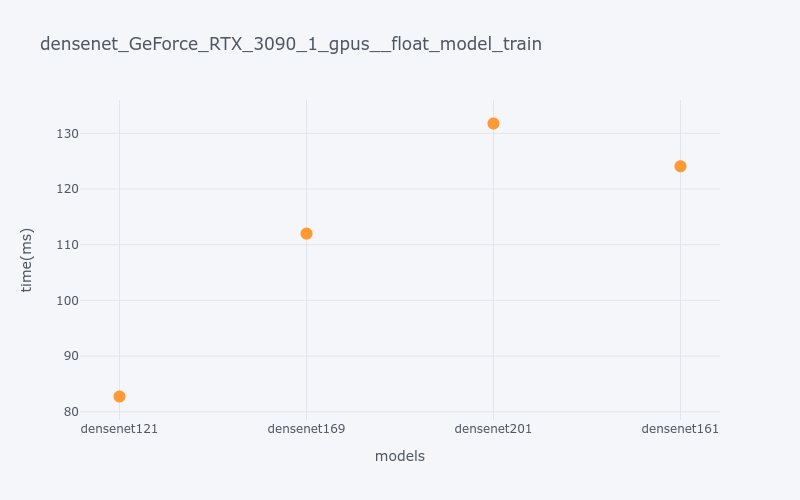 densenet_GeForce_RTX_3090_1_gpus__float_model_train
130
120
110
100
90
80
time(ms)
densenet121 densenet169 densenet201 densenet161
models